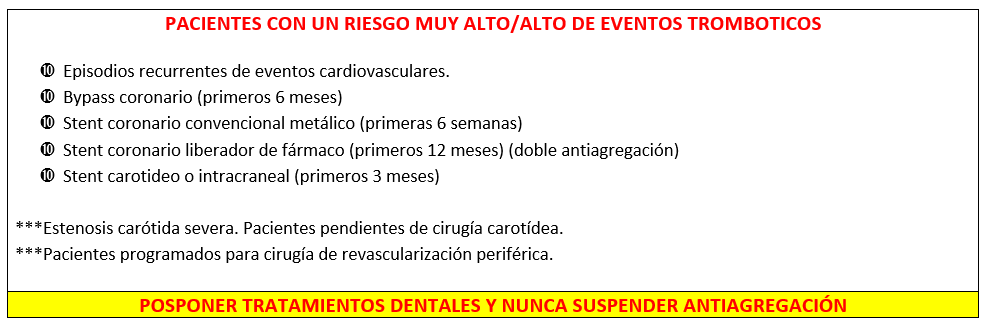 PACIENTES CON UN RIESGO MUY ALTO/ALTO DE EVENTOS TROMBOTICOS
❿ Episodios recurrentes de eventos cardiovasculares.
❿ Bypass coronario (primeros 6 meses)
❿ Stent coronario convencional metálico (primeras 6 semanas)
❿ Stent coronario liberador de fármaco (primeros 12 meses) (doble antiagregación)
❿ Stent carotideo o intracraneal (primeros 3 meses)
***Estenosis carótida severa. Pacientes pendientes de cirugía carotídea.
***Pacientes programados para cirugía de revascularización periférica.
POSPONER TRATAMIENTOS DENTALES Y NUNCA SUSPENDER ANTIAGREGACIÓN